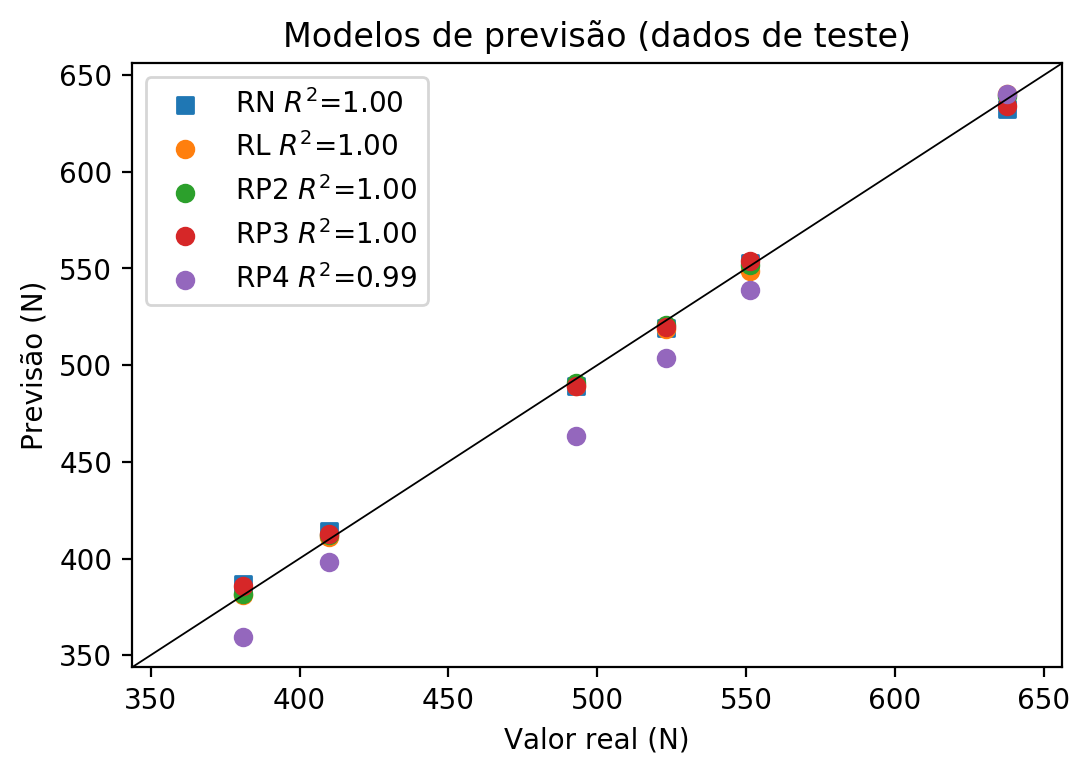 Modelos de previsão (dados de teste)
RN R²=1.00
RL R²=1.00
RP2 R²=1.00
RP3 R²=1.00
RP4 R²=0.99
650
600
550
500
450
400
350
Previsão (N)
350 400 450 500 550 600 650
Valor real (N)